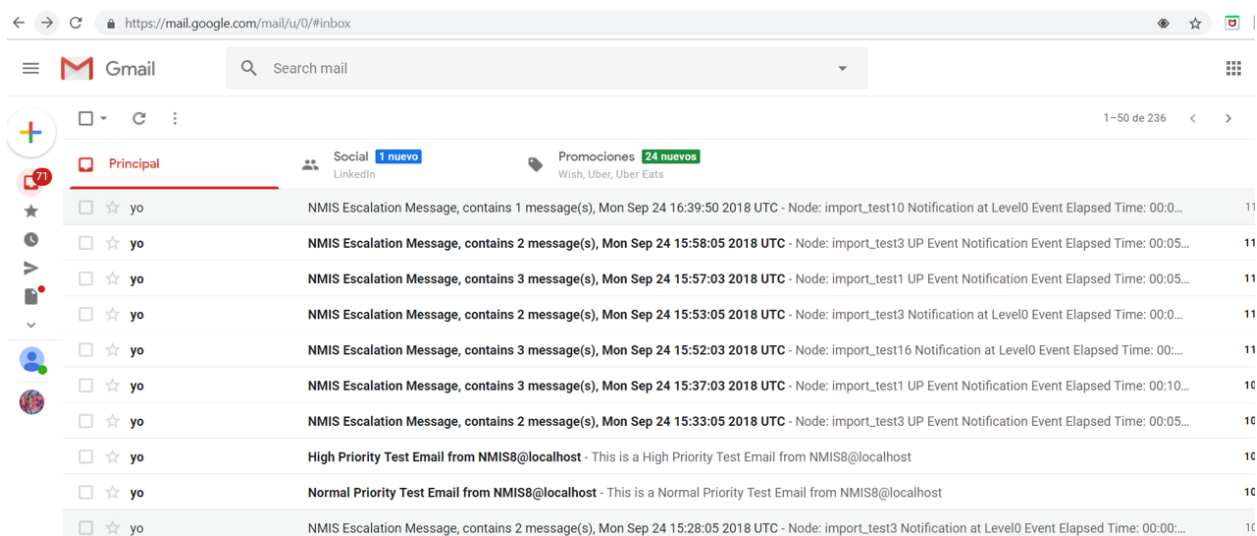 https://mail.google.com/mail/u/0/#inbox
Gmail
Search mail
1–50 de 236
71
Principal
Social 1 nuevo
LinkedIn
Promociones 24 nuevos
Wish, Uber, Uber Eats
yo NMIS Escalation Message, contains 1 message(s), Mon Sep 24 16:39:50 2018 UTC - Node: import_test10 Notification at Level0 Event Elapsed Time: 00:0... 11
yo NMIS Escalation Message, contains 2 message(s), Mon Sep 24 15:58:05 2018 UTC - Node: import_test3 UP Event Notification Event Elapsed Time: 00:05... 11
yo NMIS Escalation Message, contains 3 message(s), Mon Sep 24 15:57:03 2018 UTC - Node: import_test1 UP Event Notification Event Elapsed Time: 00:05... 11
yo NMIS Escalation Message, contains 2 message(s), Mon Sep 24 15:53:05 2018 UTC - Node: import_test3 Notification at Level0 Event Elapsed Time: 00:0... 11
yo NMIS Escalation Message, contains 3 message(s), Mon Sep 24 15:52:03 2018 UTC - Node: import_test16 Notification at Level0 Event Elapsed Time: 00:... 11
yo NMIS Escalation Message, contains 3 message(s), Mon Sep 24 15:37:03 2018 UTC - Node: import_test1 UP Event Notification Event Elapsed Time: 00:10... 10
yo NMIS Escalation Message, contains 2 message(s), Mon Sep 24 15:33:05 2018 UTC - Node: import_test3 UP Event Notification Event Elapsed Time: 00:05... 10
yo High Priority Test Email from NMIS8@localhost - This is a High Priority Test Email from NMIS8@localhost 10
yo Normal Priority Test Email from NMIS8@localhost - This is a Normal Priority Test Email from NMIS8@localhost 10
yo NMIS Escalation Message, contains 2 message(s), Mon Sep 24 15:28:05 2018 UTC - Node: import_test3 Notification at Level0 Event Elapsed Time: 00:00:... 10